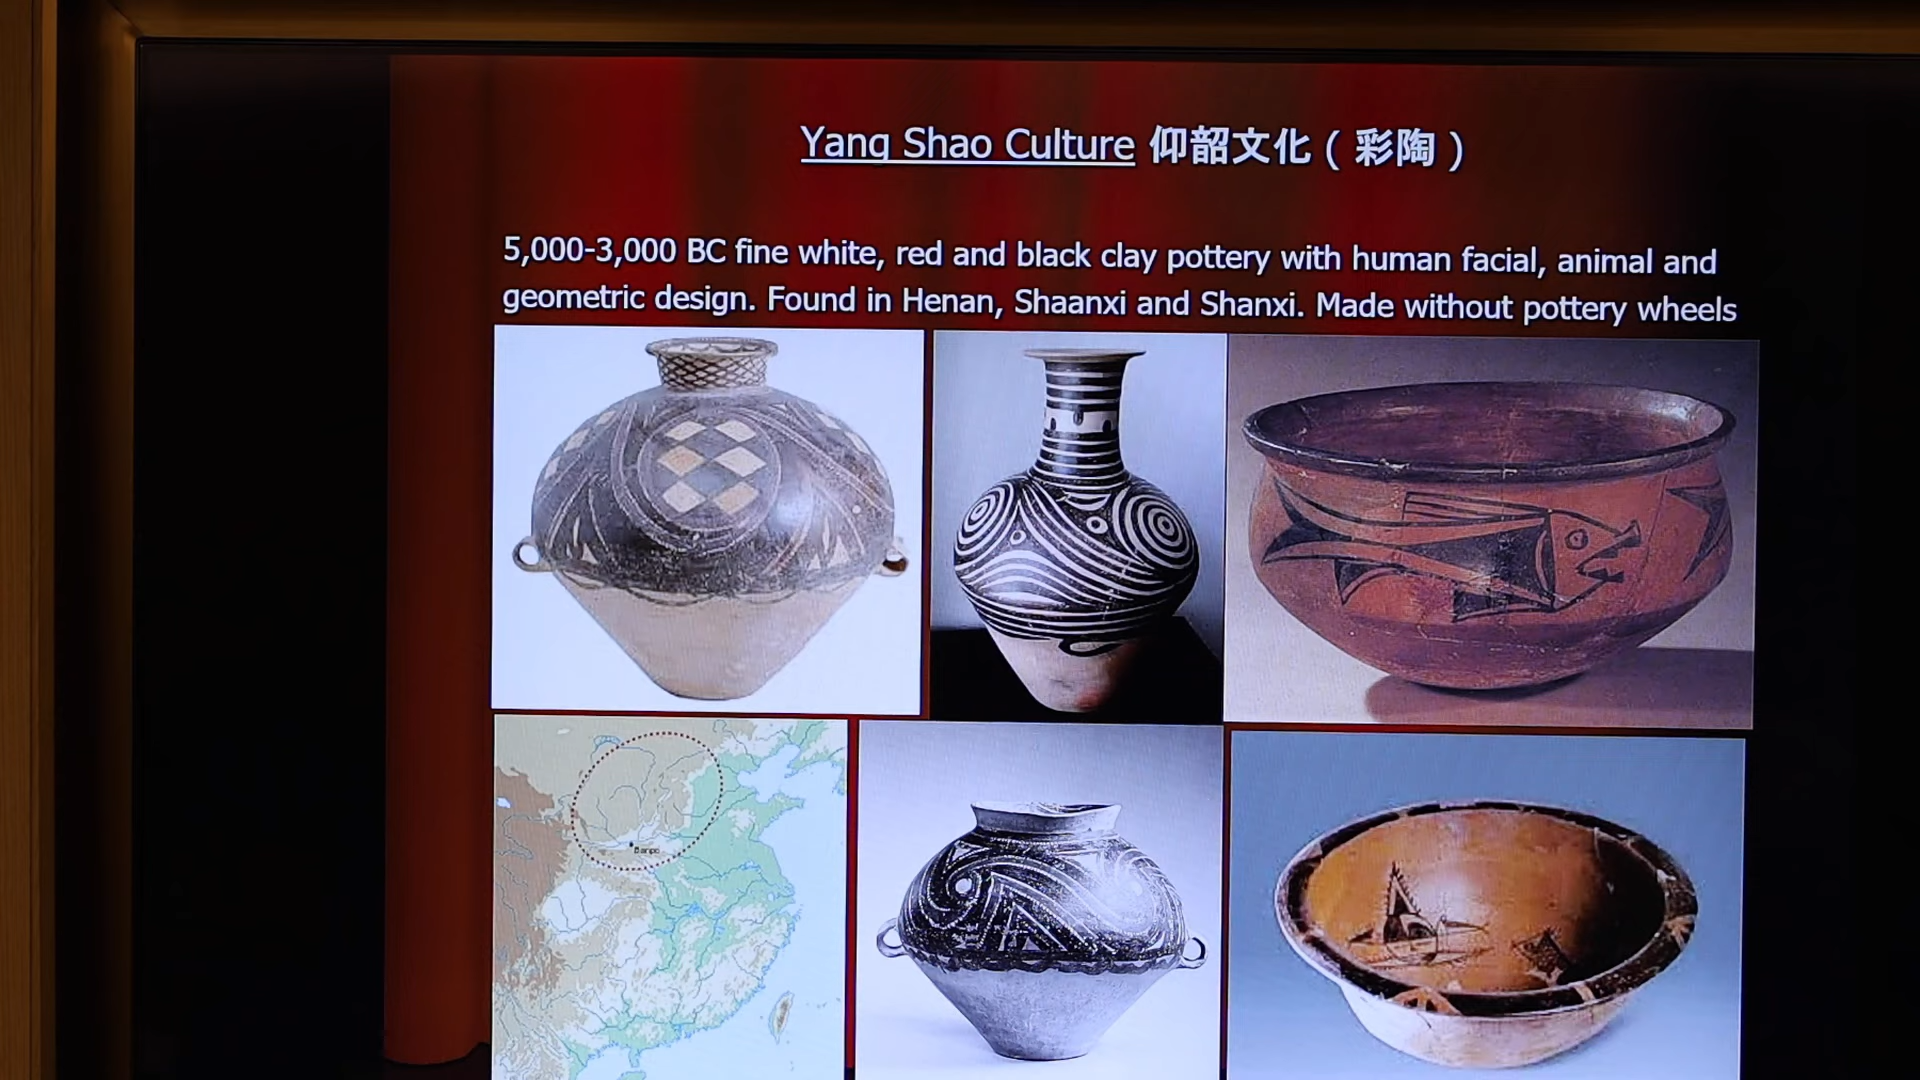 Yang Shao Culture 仰韶文化（彩陶）
5,000-3,000 BC fine white, red and black clay pottery with human facial, animal and
geometric design. Found in Henan, Shaanxi and Shanxi. Made without pottery wheels
Banpo